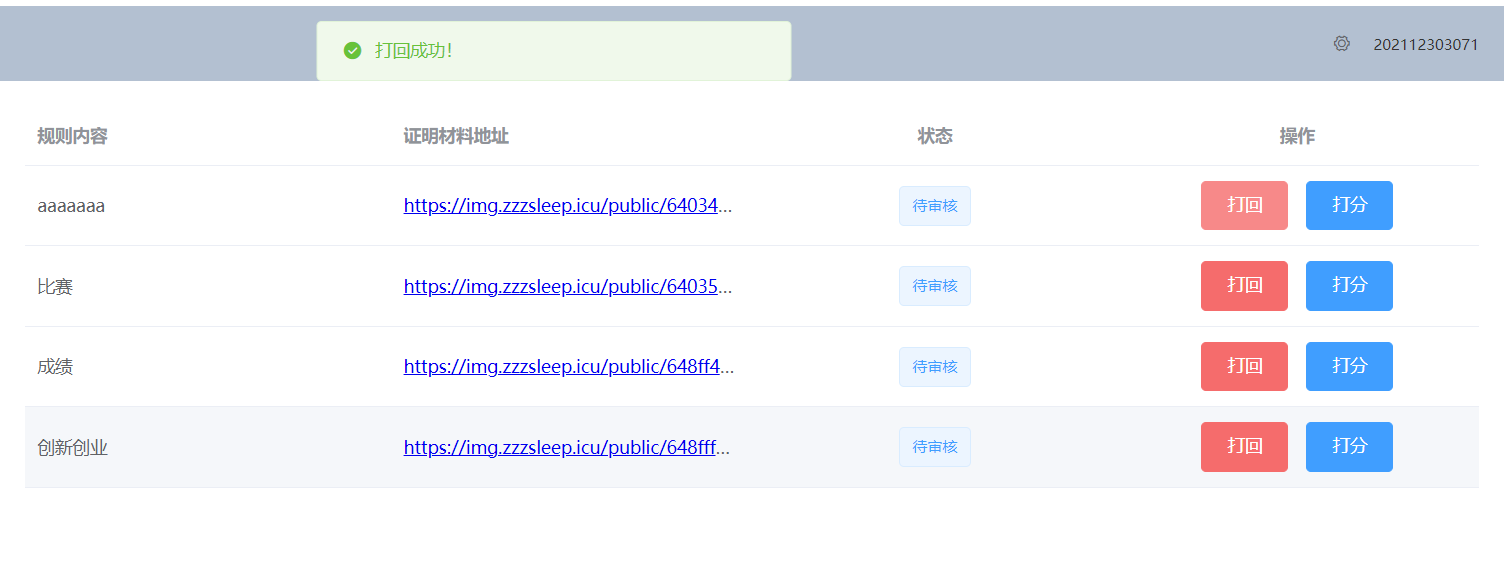 打回成功!
202112303071
规则内容 证明材料地址 状态 操作
aaaaaaa https://img.zzzsleep.icu/public/64034... 待审核 打回 打分
比赛 https://img.zzzsleep.icu/public/64035... 待审核 打回 打分
成绩 https://img.zzzsleep.icu/public/648ff4... 待审核 打回 打分
创新创业 https://img.zzzsleep.icu/public/648fff... 待审核 打回 打分